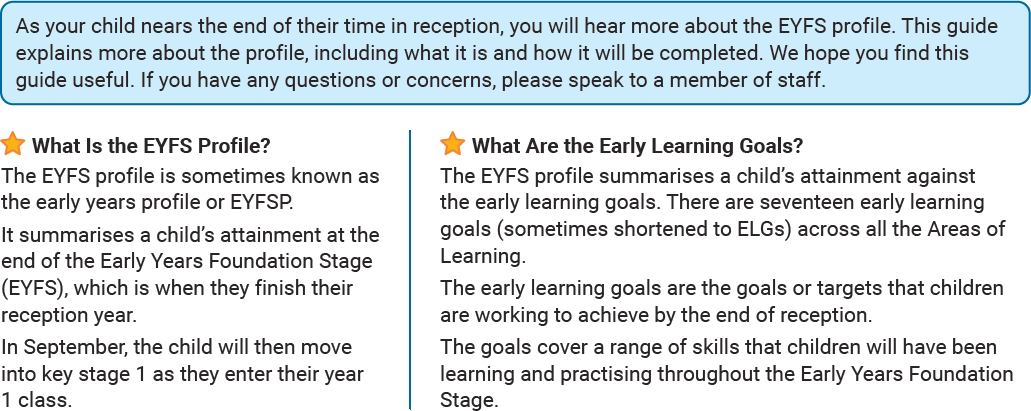 As your child nears the end of their time in reception, you will hear more about the EYFS profile. This guide
explains more about the profile, including what it is and how it will be completed. We hope you find this
guide useful. If you have any questions or concerns, please speak to a member of staff.
What Is the EYFS Profile?
The EYFS profile is sometimes known as
the early years profile or EYFSP.
It summarises a child’s attainment at the
end of the Early Years Foundation Stage
(EYFS), which is when they finish their
reception year.
In September, the child will then move
into key stage 1 as they enter their year
1 class.
What Are the Early Learning Goals?
The EYFS profile summarises a child’s attainment against
the early learning goals. There are seventeen early learning
goals (sometimes shortened to ELGs) across all the Areas of
Learning.
The early learning goals are the goals or targets that children
are working to achieve by the end of reception.
The goals cover a range of skills that children will have been
learning and practising throughout the Early Years Foundation
Stage.